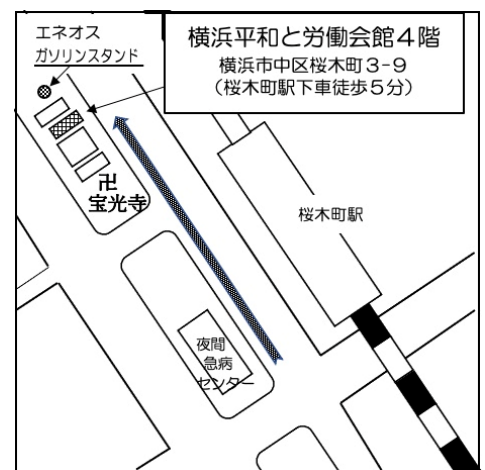 エネオス
ガソリンスタンド
横浜平和と労働会館４階
横浜市中区桜木町３-９
（桜木町駅下車徒歩５分）
卍
宝光寺
桜木町駅
夜間
急病
センター